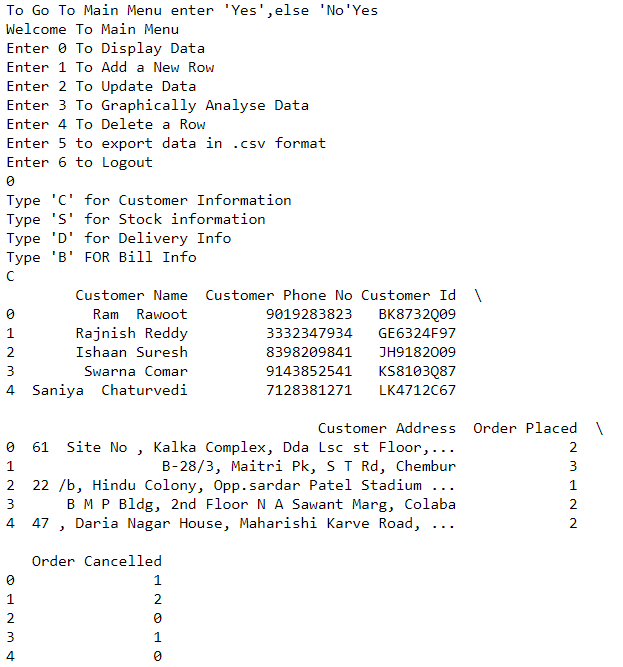 To Go To Main Menu enter 'Yes',else 'No'Yes
Welcome To Main Menu
Enter 0 To Display Data
Enter 1 To Add a New Row
Enter 2 To Update Data
Enter 3 To Graphically Analyse Data
Enter 4 To Delete a Row
Enter 5 to export data in .csv format
Enter 6 to Logout
0
Type 'C' for Customer Information
Type 'S' for Stock information
Type 'D' for Delivery Info
Type 'B' FOR Bill Info
C
        Customer Name  Customer Phone No Customer Id  \
0         Ram  Rawoot         9019283823   BK8732Q09
1       Rajnish Reddy         3332347934   GE6324F97
2       Ishaan Suresh         8398209841   JH9182O09
3        Swarna Comar         9143852541   KS8103Q87
4  Saniya  Chaturvedi         7128381271   LK4712C67
                                    Customer Address  Order Placed  \
0  61  Site No , Kalka Complex, Dda Lsc st Floor,...             2
1                  B-28/3, Maitri Pk, S T Rd, Chembur             3
2  22 /b, Hindu Colony, Opp.sardar Patel Stadium ...             1
3       B M P Bldg, 2nd Floor N A Sawant Marg, Colaba             2
4  47 , Daria Nagar House, Maharishi Karve Road, ...             2
   Order Cancelled
0                1
1                2
2                0
3                1
4                0